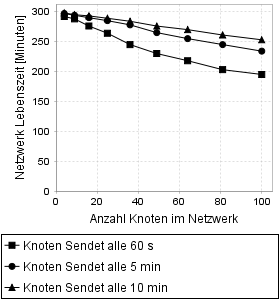 Netzwerk Lebenszeit [Minuten]
300
250
200
150
100
50
0
0 20 40 60 80 100
Anzahl Knoten im Netzwerk
Knoten Sendet alle 60 s
Knoten Sendet alle 5 min
Knoten Sendet alle 10 min